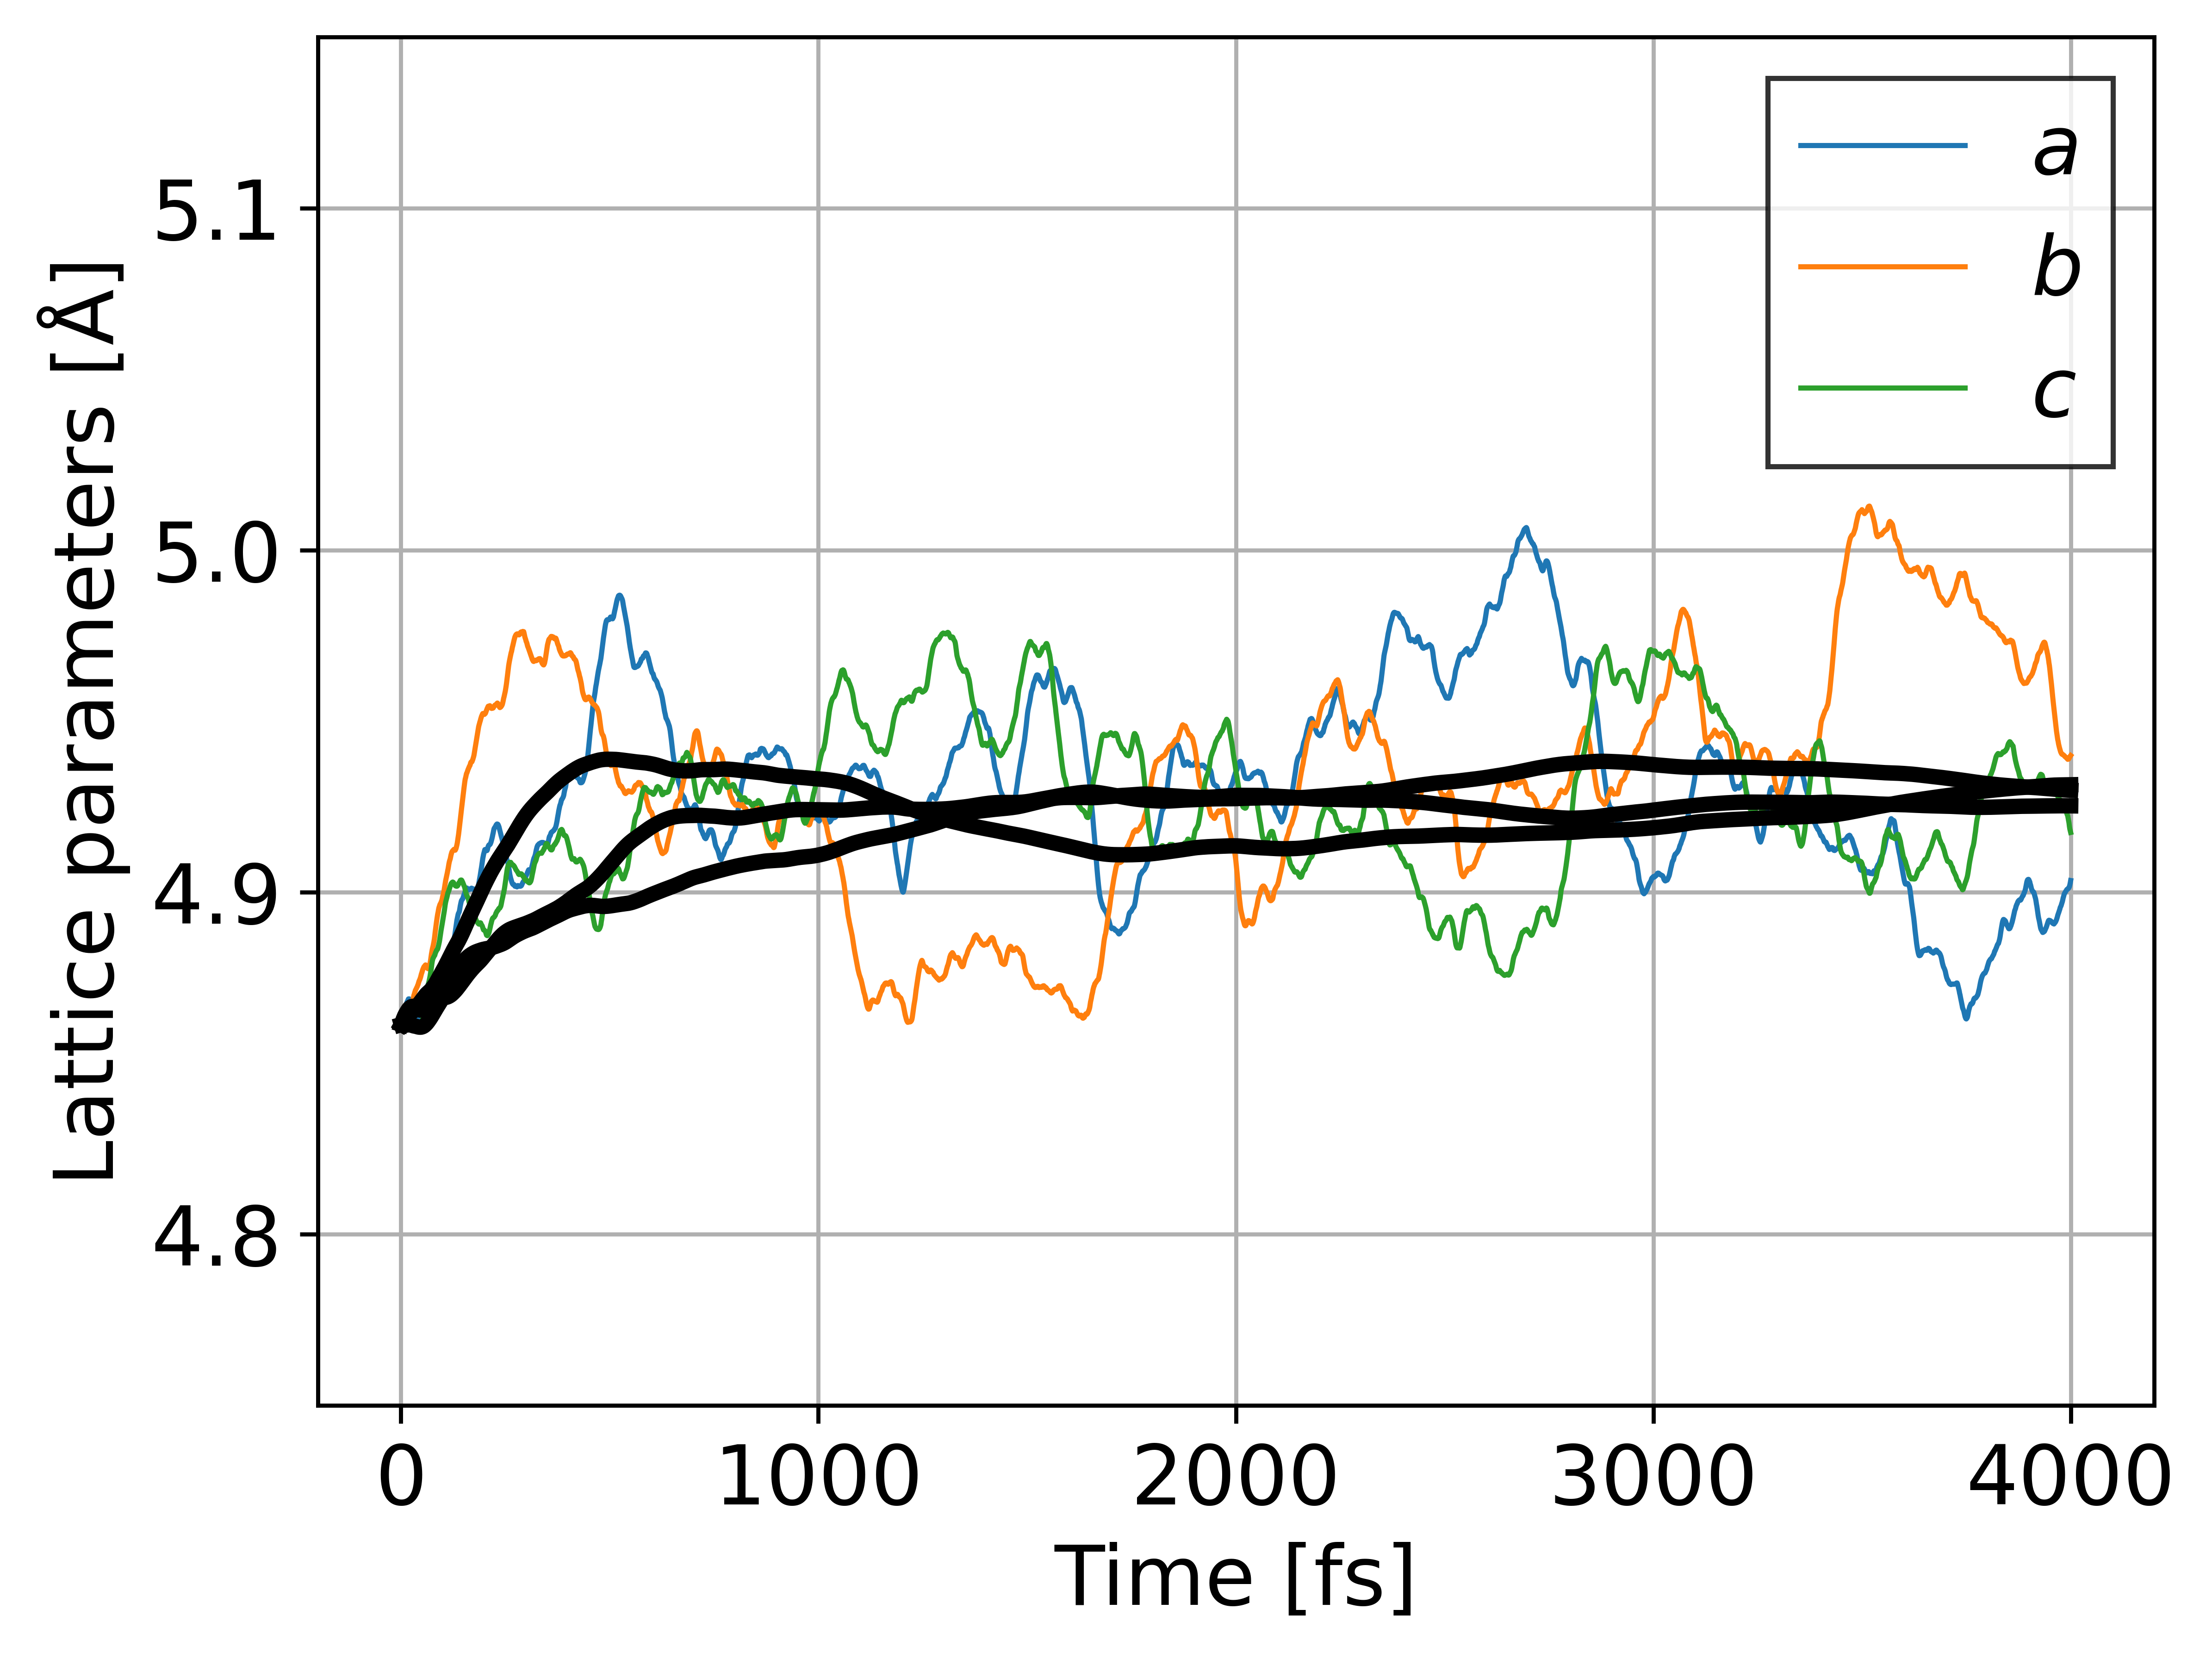 Lattice parameters [Å]
5.1
5.0
4.9
4.8
a
b
c
0 1000 2000 3000 4000
Time [fs]